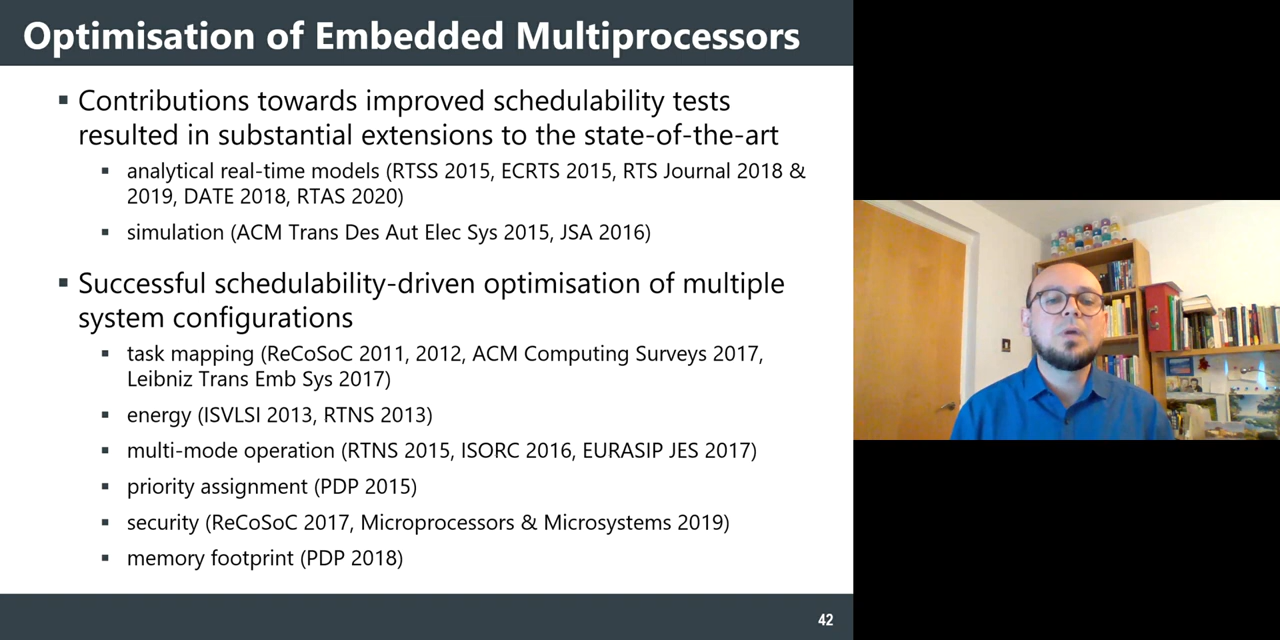 Optimisation of Embedded Multiprocessors
▪ Contributions towards improved schedulability tests
resulted in substantial extensions to the state-of-the-art
▪ analytical real-time models (RTSS 2015, ECRTS 2015, RTS Journal 2018 &
2019, DATE 2018, RTAS 2020)
▪ simulation (ACM Trans Des Aut Elec Sys 2015, JSA 2016)
▪ Successful schedulability-driven optimisation of multiple
system configurations
▪ task mapping (ReCoSoC 2011, 2012, ACM Computing Surveys 2017,
Leibniz Trans Emb Sys 2017)
▪ energy (ISVLSI 2013, RTNS 2013)
▪ multi-mode operation (RTNS 2015, ISORC 2016, EURASIP JES 2017)
▪ priority assignment (PDP 2015)
▪ security (ReCoSoC 2017, Microprocessors & Microsystems 2019)
▪ memory footprint (PDP 2018)
42